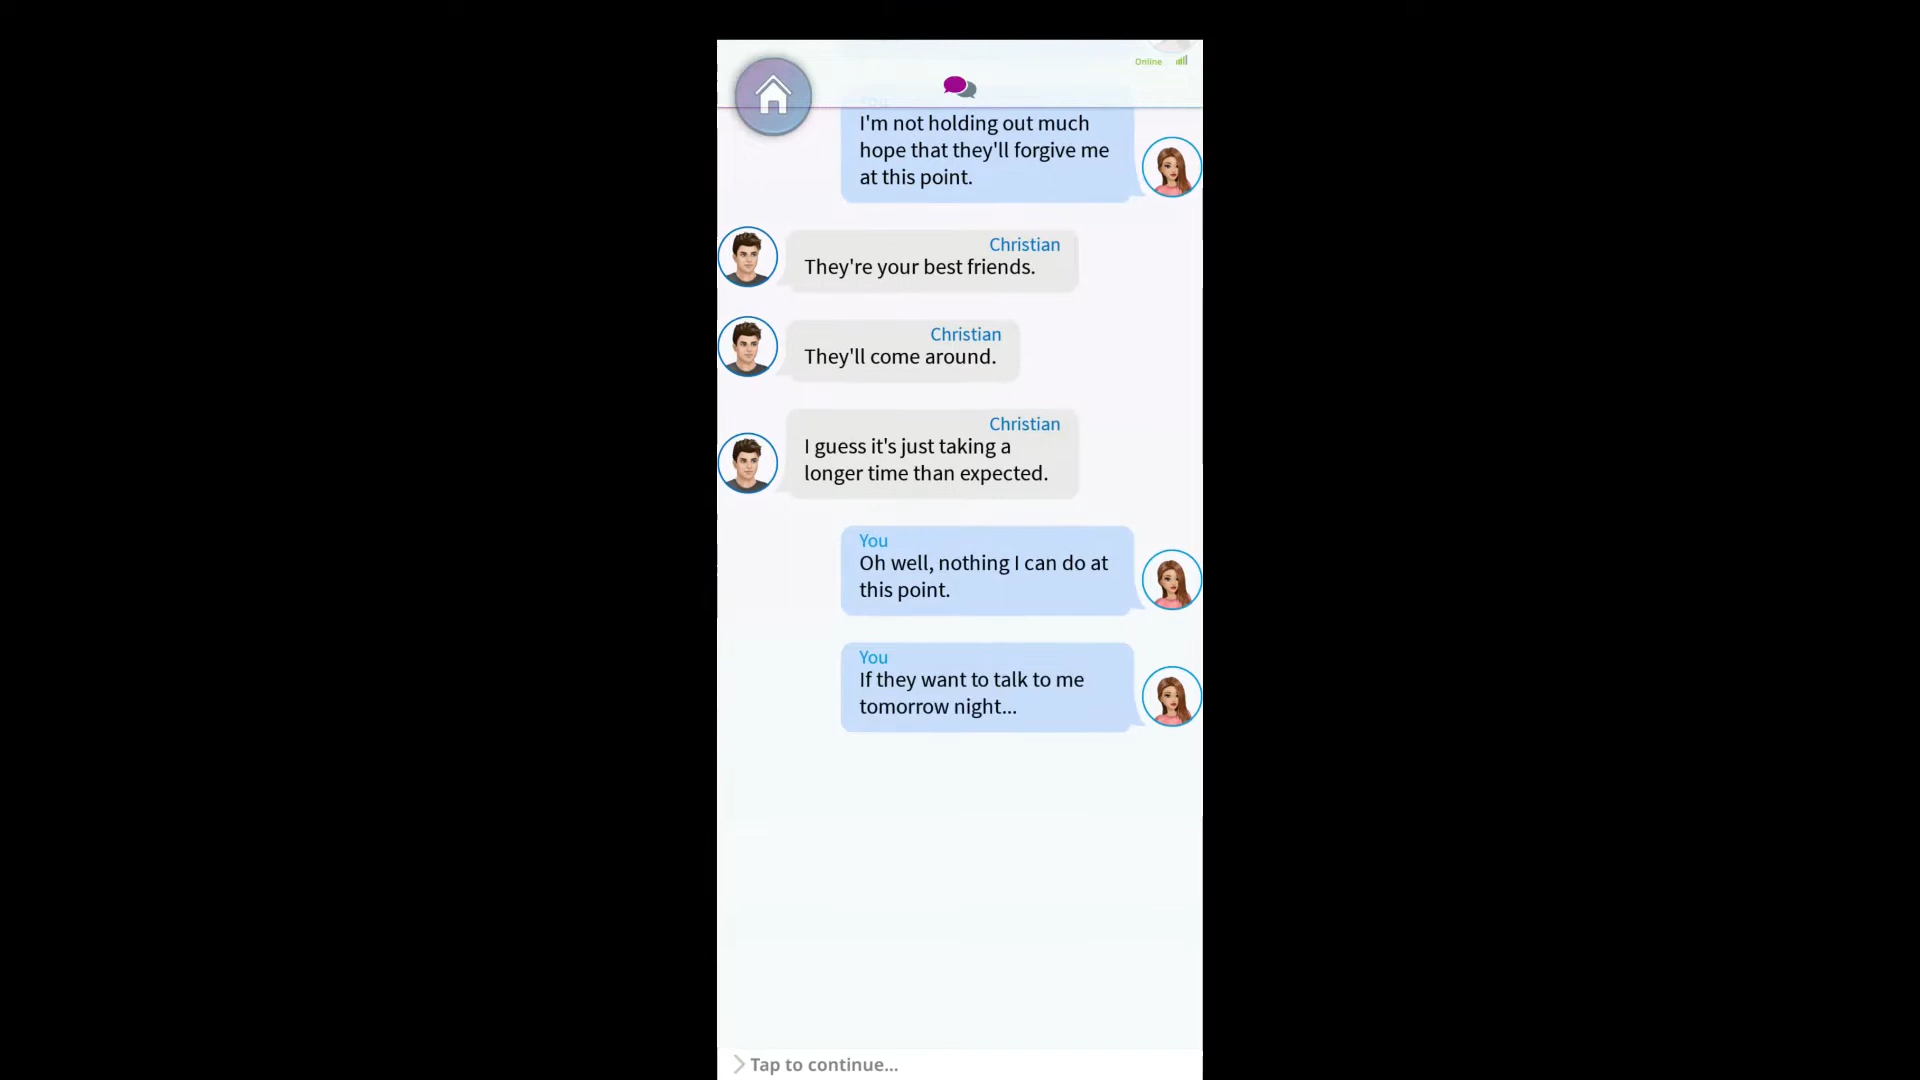 Online
I'm not holding out much
hope that they'll forgive me
at this point.
Christian
They're your best friends.
Christian
They'll come around.
Christian
I guess it's just taking a
longer time than expected.
You
Oh well, nothing I can do at
this point.
You
If they want to talk to me
tomorrow night...
Tap to continue...